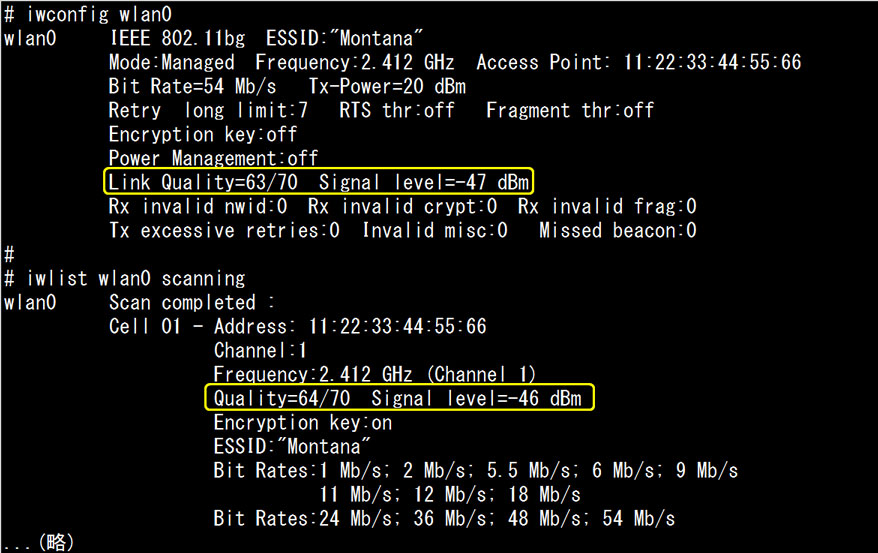 # iwconfig wlan0
wlan0     IEEE 802.11bg  ESSID:"Montana"
          Mode:Managed  Frequency:2.412 GHz  Access Point: 11:22:33:44:55:66
          Bit Rate=54 Mb/s   Tx-Power=20 dBm
          Retry  long limit:7   RTS thr:off   Fragment thr:off
          Encryption key:off
          Power Management:off
          Link Quality=63/70  Signal level=-47 dBm
          Rx invalid nwid:0  Rx invalid crypt:0  Rx invalid frag:0
          Tx excessive retries:0  Invalid misc:0   Missed beacon:0
#
# iwlist wlan0 scanning
wlan0     Scan completed :
          Cell 01 - Address: 11:22:33:44:55:66
                    Channel:1
                    Frequency:2.412 GHz (Channel 1)
                    Quality=64/70  Signal level=-46 dBm
                    Encryption key:on
                    ESSID:"Montana"
                    Bit Rates:1 Mb/s; 2 Mb/s; 5.5 Mb/s; 6 Mb/s; 9 Mb/s
                              11 Mb/s; 12 Mb/s; 18 Mb/s
                    Bit Rates:24 Mb/s; 36 Mb/s; 48 Mb/s; 54 Mb/s
...(略)